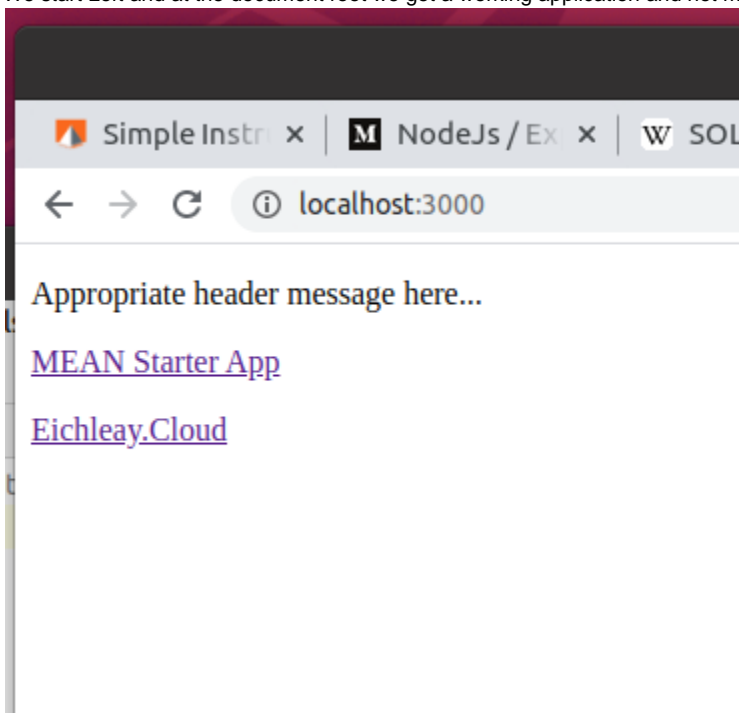 Simple Instr
M NodeJs / Ex
W SOL
localhost:3000
Appropriate header message here...
MEAN Starter App
Eichleay.Cloud